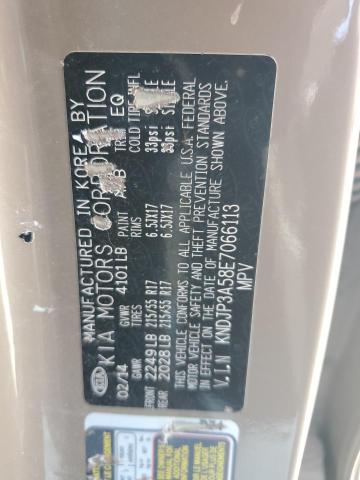 MANUFACTURED IN KOREA BY
KIA MOTORS CORPORATION
02/14 GVWR 4101LB PAINT TRIM EQ
GAWR TIRES RIMS COLD TIRE INFL
FRONT 2249LB 215/55 R17 6.5JX17 33psi
REAR 2028LB 215/55 R17 6.5JX17 33psi
THIS VEHICLE CONFORMS TO ALL APPLICABLE U.S.A. FEDERAL
MOTOR VEHICLE SAFETY AND THEFT PREVENTION STANDARDS
IN EFFECT ON THE DATE OF MANUFACTURE SHOWN ABOVE.
V.I.N KNDJP3A58E7066113
MPV